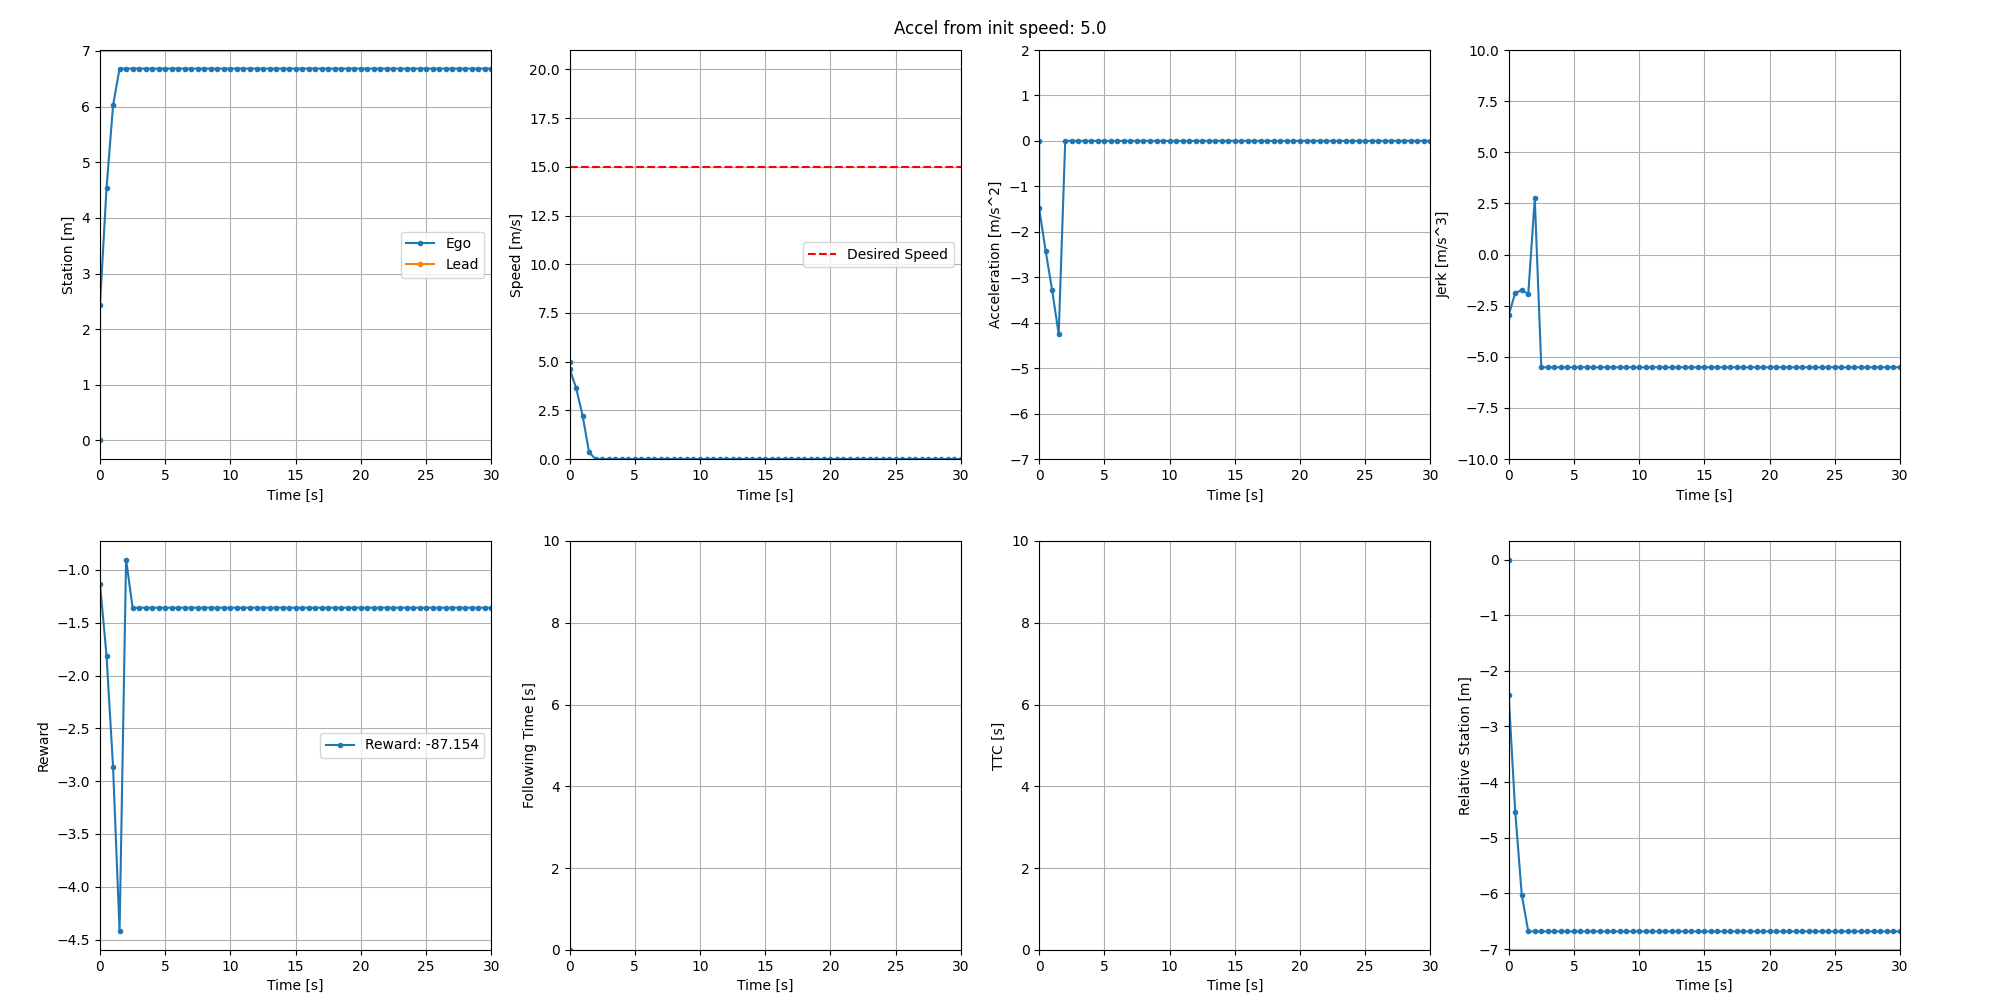 Accel from init speed: 5.0
7
6
5
4
3
2
1
0
Station [m]
Ego
Lead
0 5 10 15 20 25 30
Time [s]
20.0
17.5
15.0
12.5
10.0
7.5
5.0
2.5
0.0
Speed [m/s]
Desired Speed
0 5 10 15 20 25 30
Time [s]
2
1
0
−1
−2
−3
−4
−5
−6
−7
Acceleration [m/s^2]
0 5 10 15 20 25 30
Time [s]
10.0
7.5
5.0
2.5
0.0
−2.5
−5.0
−7.5
−10.0
Jerk [m/s^3]
0 5 10 15 20 25 30
Time [s]
−1.0
−1.5
−2.0
−2.5
−3.0
−3.5
−4.0
−4.5
Reward
Reward: -87.154
0 5 10 15 20 25 30
Time [s]
10
8
6
4
2
0
Following Time [s]
0 5 10 15 20 25 30
Time [s]
10
8
6
4
2
0
TTC [s]
0 5 10 15 20 25 30
Time [s]
0
−1
−2
−3
−4
−5
−6
−7
Relative Station [m]
0 5 10 15 20 25 30
Time [s]